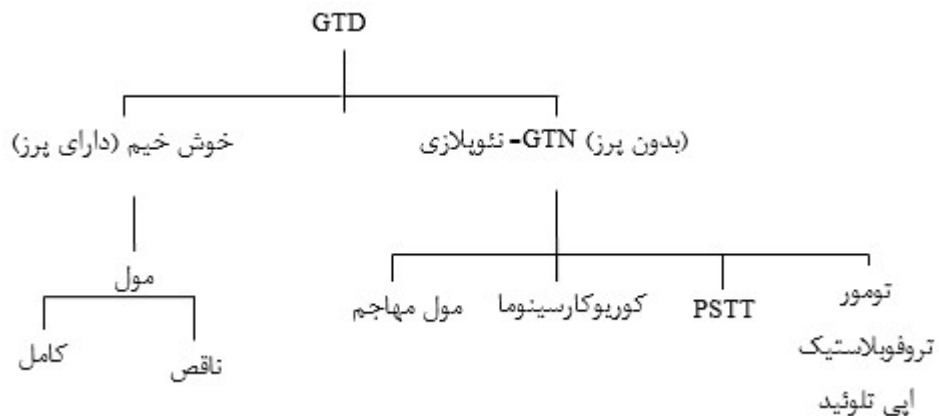 GTD
خوش خیم (دارای پرز)
(بدون پرز) GTN- نئوپلازی
مول
کامل
ناقص
مول مهاجم
کوریوکارسینوما
PSTT
تومور
تروفوبلاستیک
اپی تلوئید